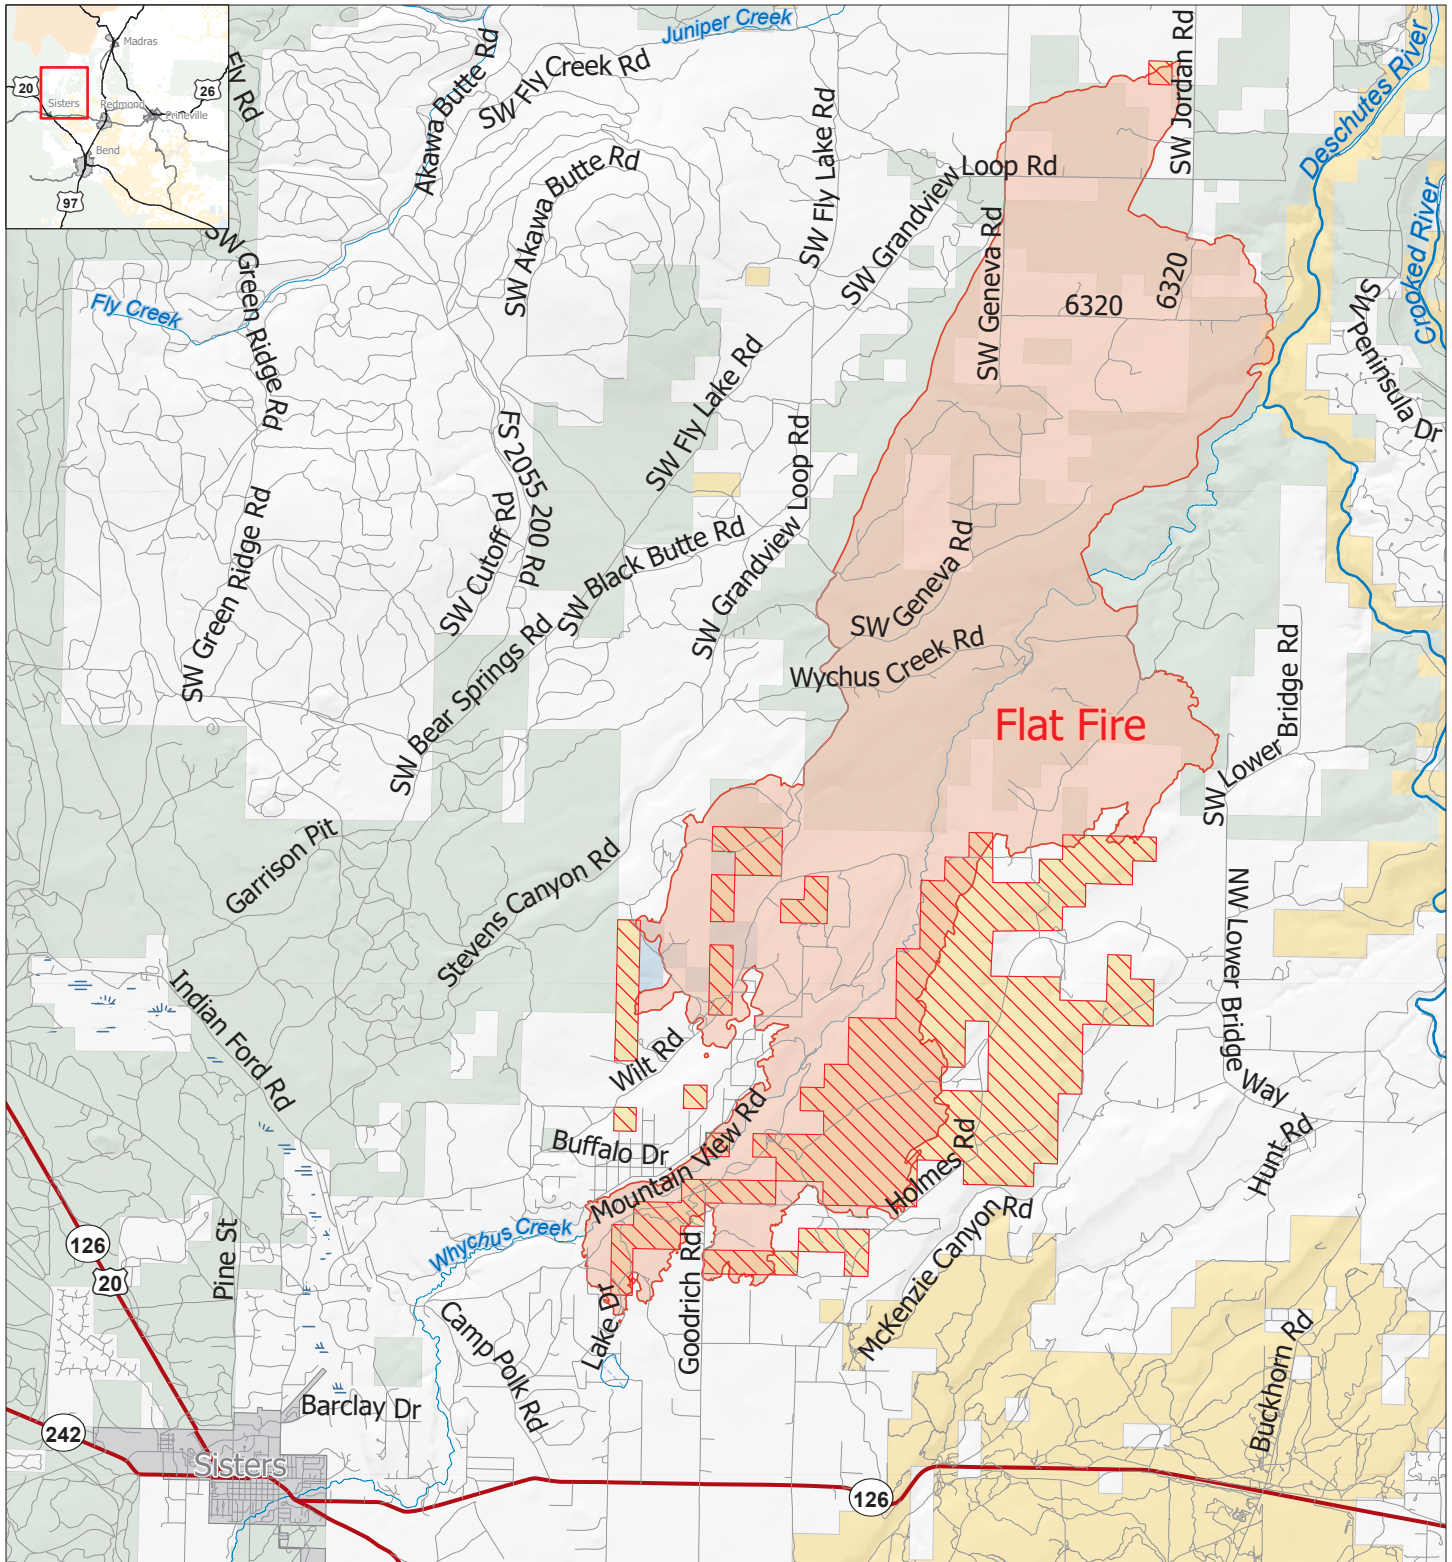 Madras
20
26
Sisters
Redmond
Prineville
Bend
97
Fly Rd
Akawa Butte Rd
SW Fly Creek Rd
Juniper Creek
SW Jordan Rd
Deschutes River
Crooked River
SW Fly Lake Rd
SW Grandview Loop Rd
SW Akawa Butte Rd
SW Geneva Rd
6320
6320
SW Green Ridge Rd
Fly Creek
SW Peninsula Dr
SW Fly Lake Rd
FS 2055 200 Rd
SW Cutoff Rd
SW Grandview Loop Rd
SW Black Butte Rd
SW Green Ridge Rd
SW Bear Springs Rd
SW Geneva Rd
Wychus Creek Rd
Flat Fire
SW Lower Bridge Rd
Garrison Pit
Stevens Canyon Rd
NW Lower Bridge Way
Indian Ford Rd
Wilt Rd
Buffalo Dr
Mountain View Rd
Holmes Rd
Hunt Rd
McKenzie Canyon Rd
Whychus Creek
Pine St
126
20
Goodrich Rd
Lake Dr
Camp Polk Rd
Buckhorn Rd
Barclay Dr
242
Sisters
126